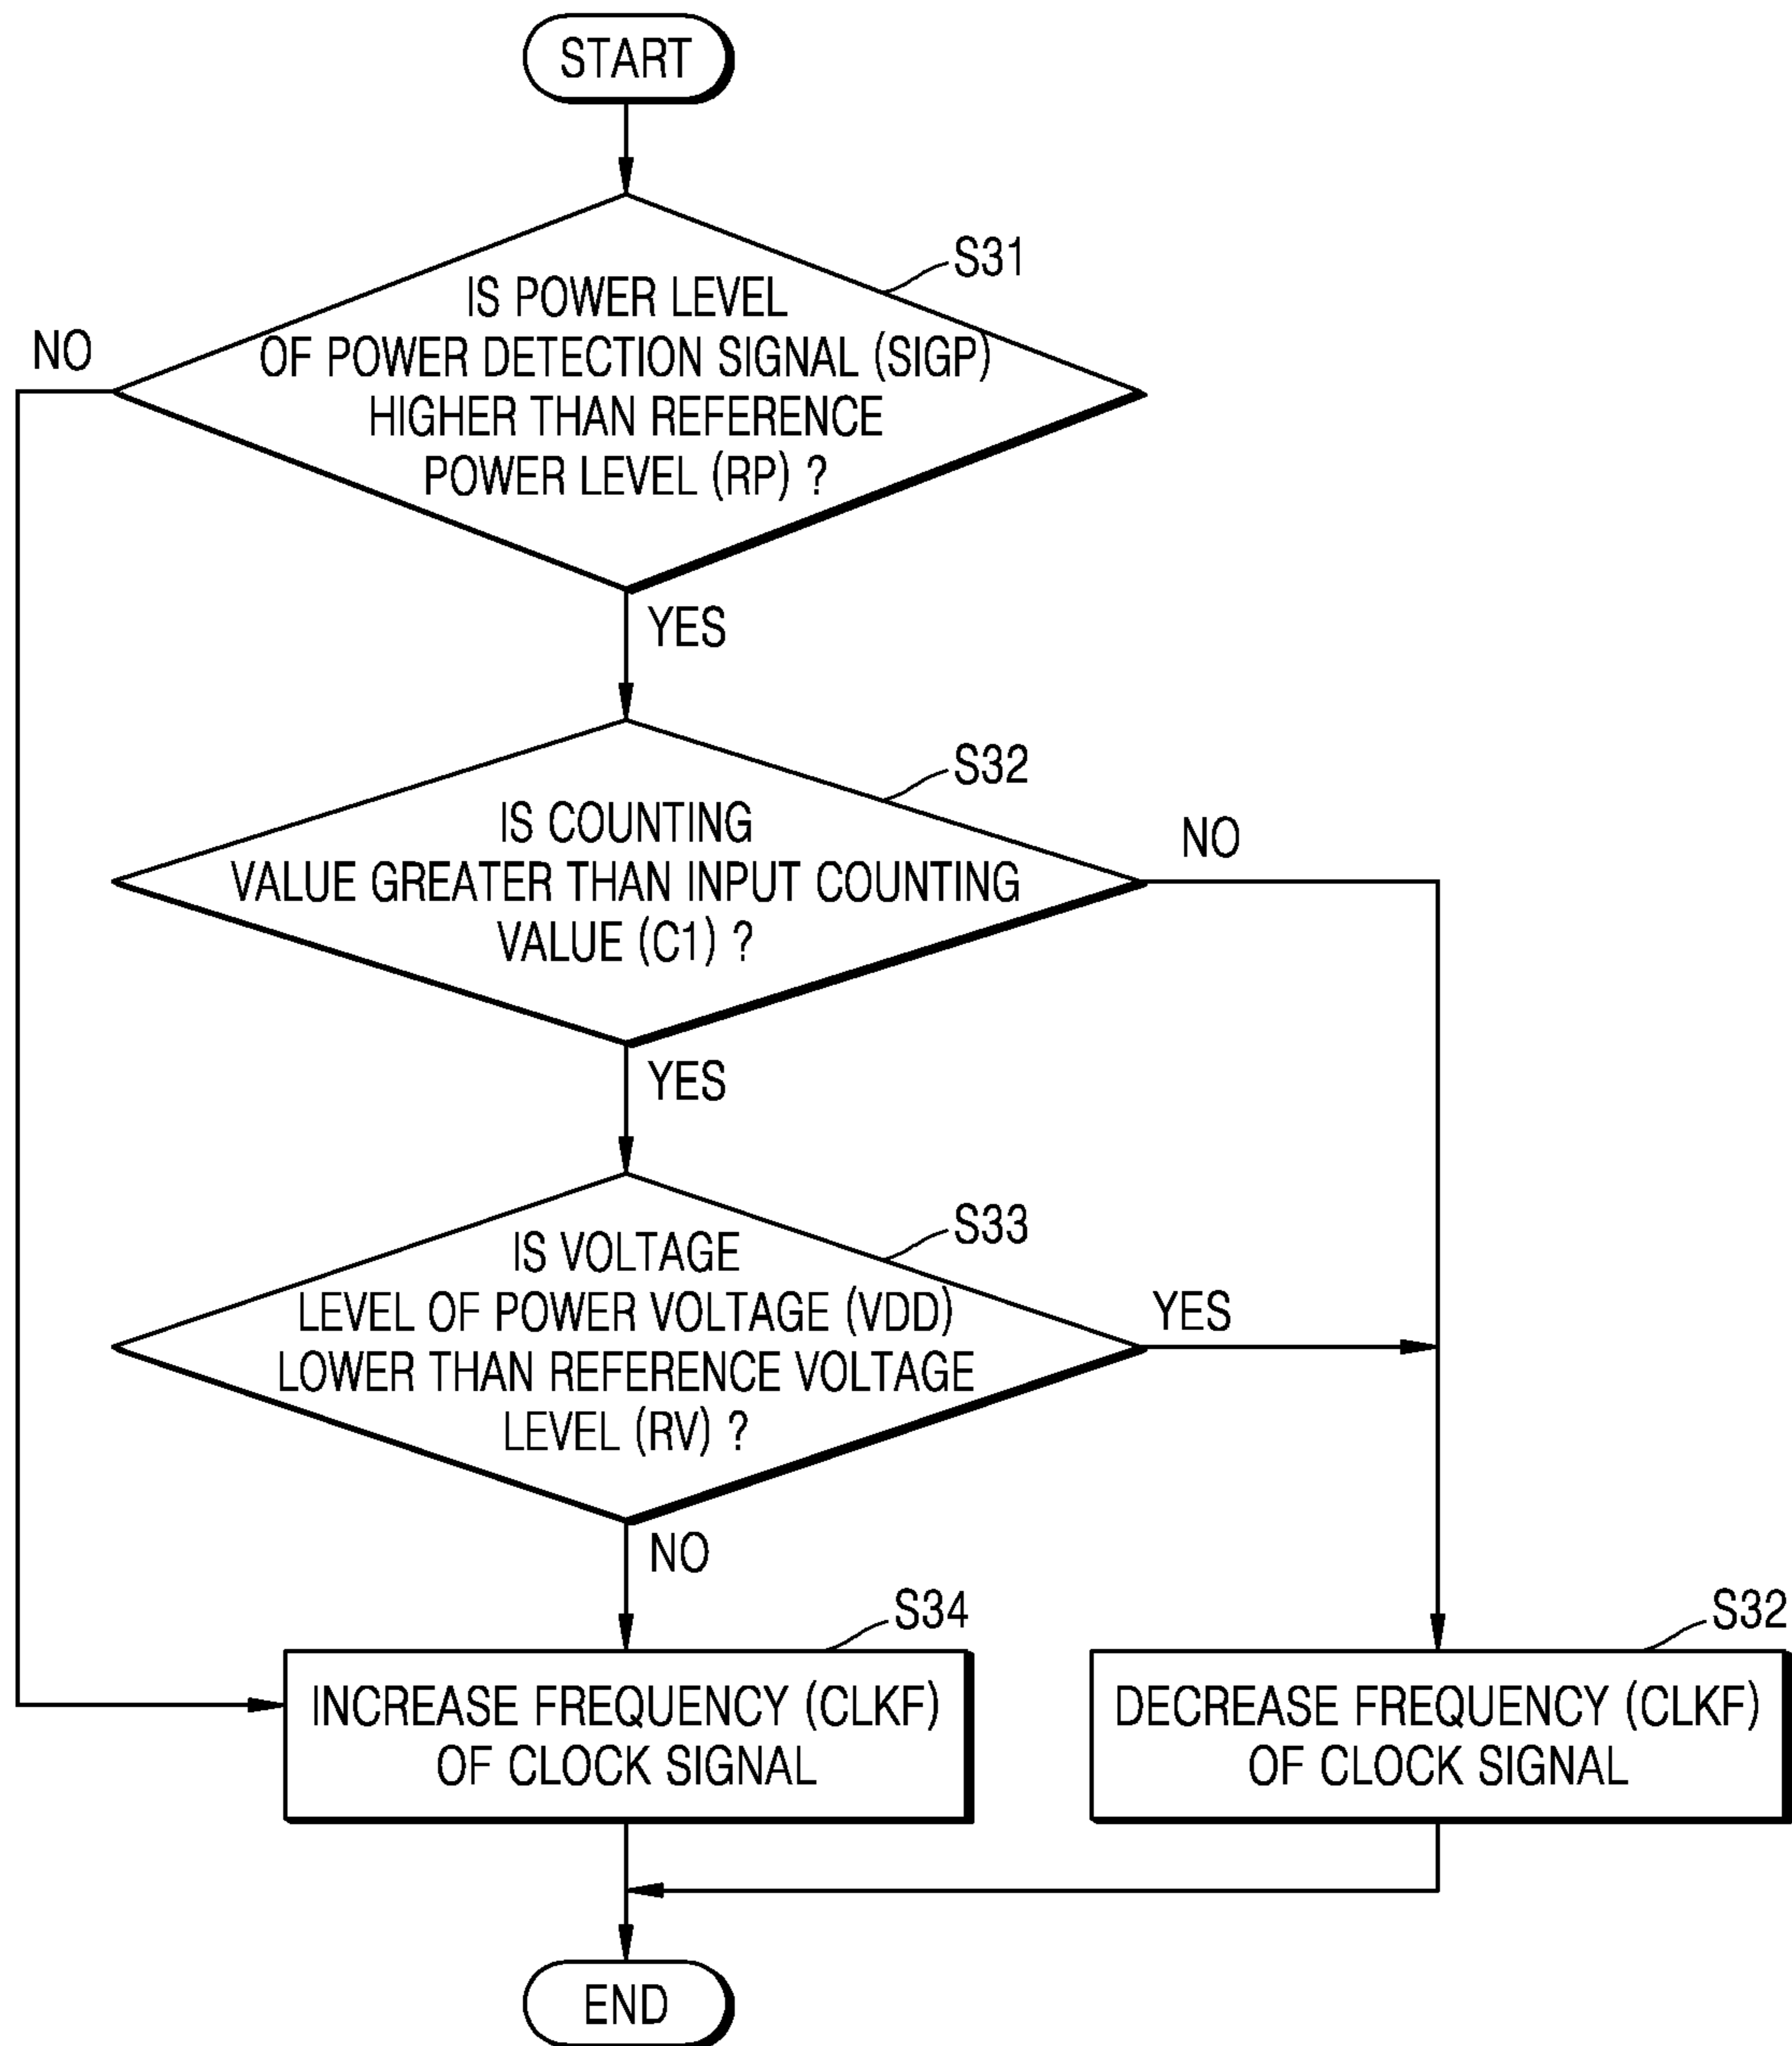 START
S31
IS POWER LEVEL
OF POWER DETECTION SIGNAL (SIGP)
HIGHER THAN REFERENCE
POWER LEVEL (RP) ?
NO
YES
S32
IS COUNTING
VALUE GREATER THAN INPUT COUNTING
VALUE (C1) ?
NO
YES
S33
IS VOLTAGE
LEVEL OF POWER VOLTAGE (VDD)
LOWER THAN REFERENCE VOLTAGE
LEVEL (RV) ?
YES
NO
S34
INCREASE FREQUENCY (CLKF)
OF CLOCK SIGNAL
S32
DECREASE FREQUENCY (CLKF)
OF CLOCK SIGNAL
END